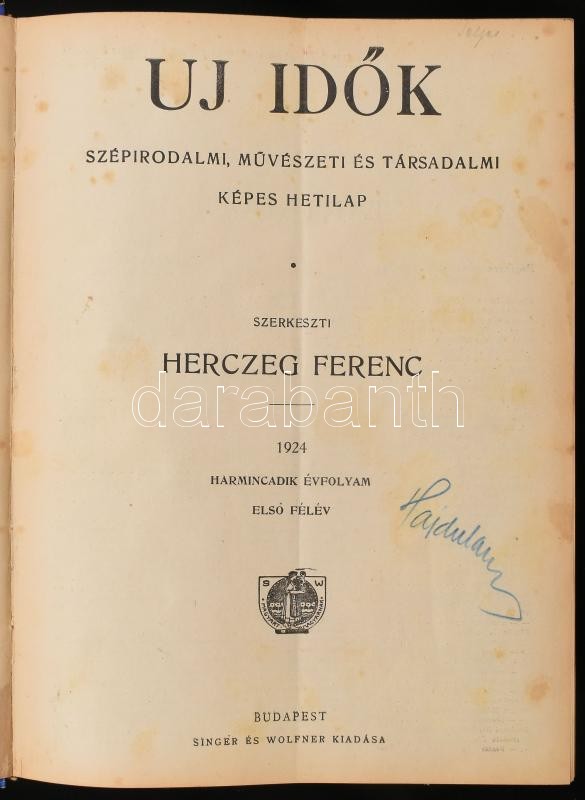 UJ IDŐK
SZÉPIRODALMI, MŰVÉSZETI ÉS TÁRSADALMI
KÉPES HETILAP
SZERKESZTI
HERCZEG FERENC
darabanth
1924
HARMINCADIK ÉVFOLYAM
ELSŐ FÉLÉV
S W
BUDAPEST
SINGER ÉS WOLFNER KIADÁSA